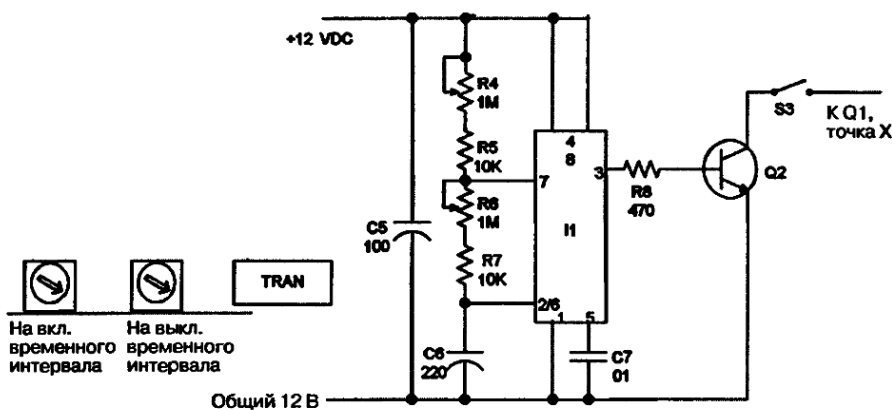 +12 VDC
R4
1M
R5
10K
R6
1M
R7
10K
C5
100
C6
220
4
8
3
7
I1
2/6
1
5
R8
470
C7
01
Q2
S3
К Q1,
точка X
TRAN
На вкл.
временного
интервала
На выкл.
временного
интервала
Общий 12 В